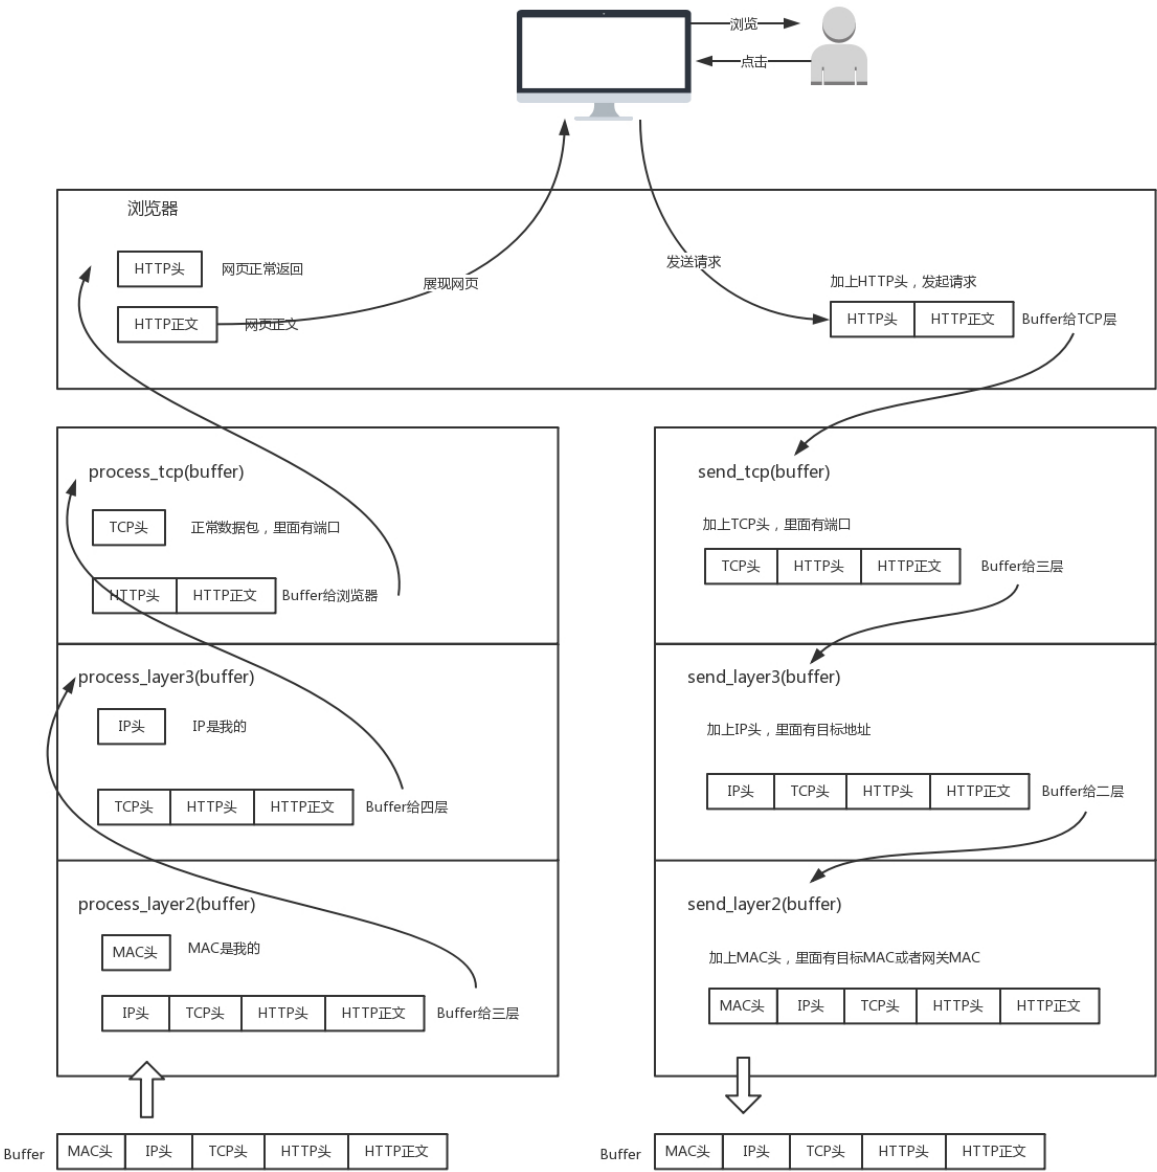 浏览
点击
浏览器
HTTP头 网页正常返回
发送请求
展现网页
加上HTTP头，发起请求
HTTP正文 网页正文
HTTP头 HTTP正文 Buffer给TCP层
process_tcp(buffer)
TCP头 正常数据包，里面有端口
HTTP头 HTTP正文 Buffer给浏览器
send_tcp(buffer)
加上TCP头，里面有端口
TCP头 HTTP头 HTTP正文 Buffer给三层
process_layer3(buffer)
IP头 IP是我的
TCP头 HTTP头 HTTP正文 Buffer给四层
send_layer3(buffer)
加上IP头，里面有目标地址
IP头 TCP头 HTTP头 HTTP正文 Buffer给二层
process_layer2(buffer)
MAC头 MAC是我的
IP头 TCP头 HTTP头 HTTP正文 Buffer给三层
send_layer2(buffer)
加上MAC头，里面有目标MAC或者网关MAC
MAC头 IP头 TCP头 HTTP头 HTTP正文
Buffer MAC头 IP头 TCP头 HTTP头 HTTP正文
Buffer MAC头 IP头 TCP头 HTTP头 HTTP正文